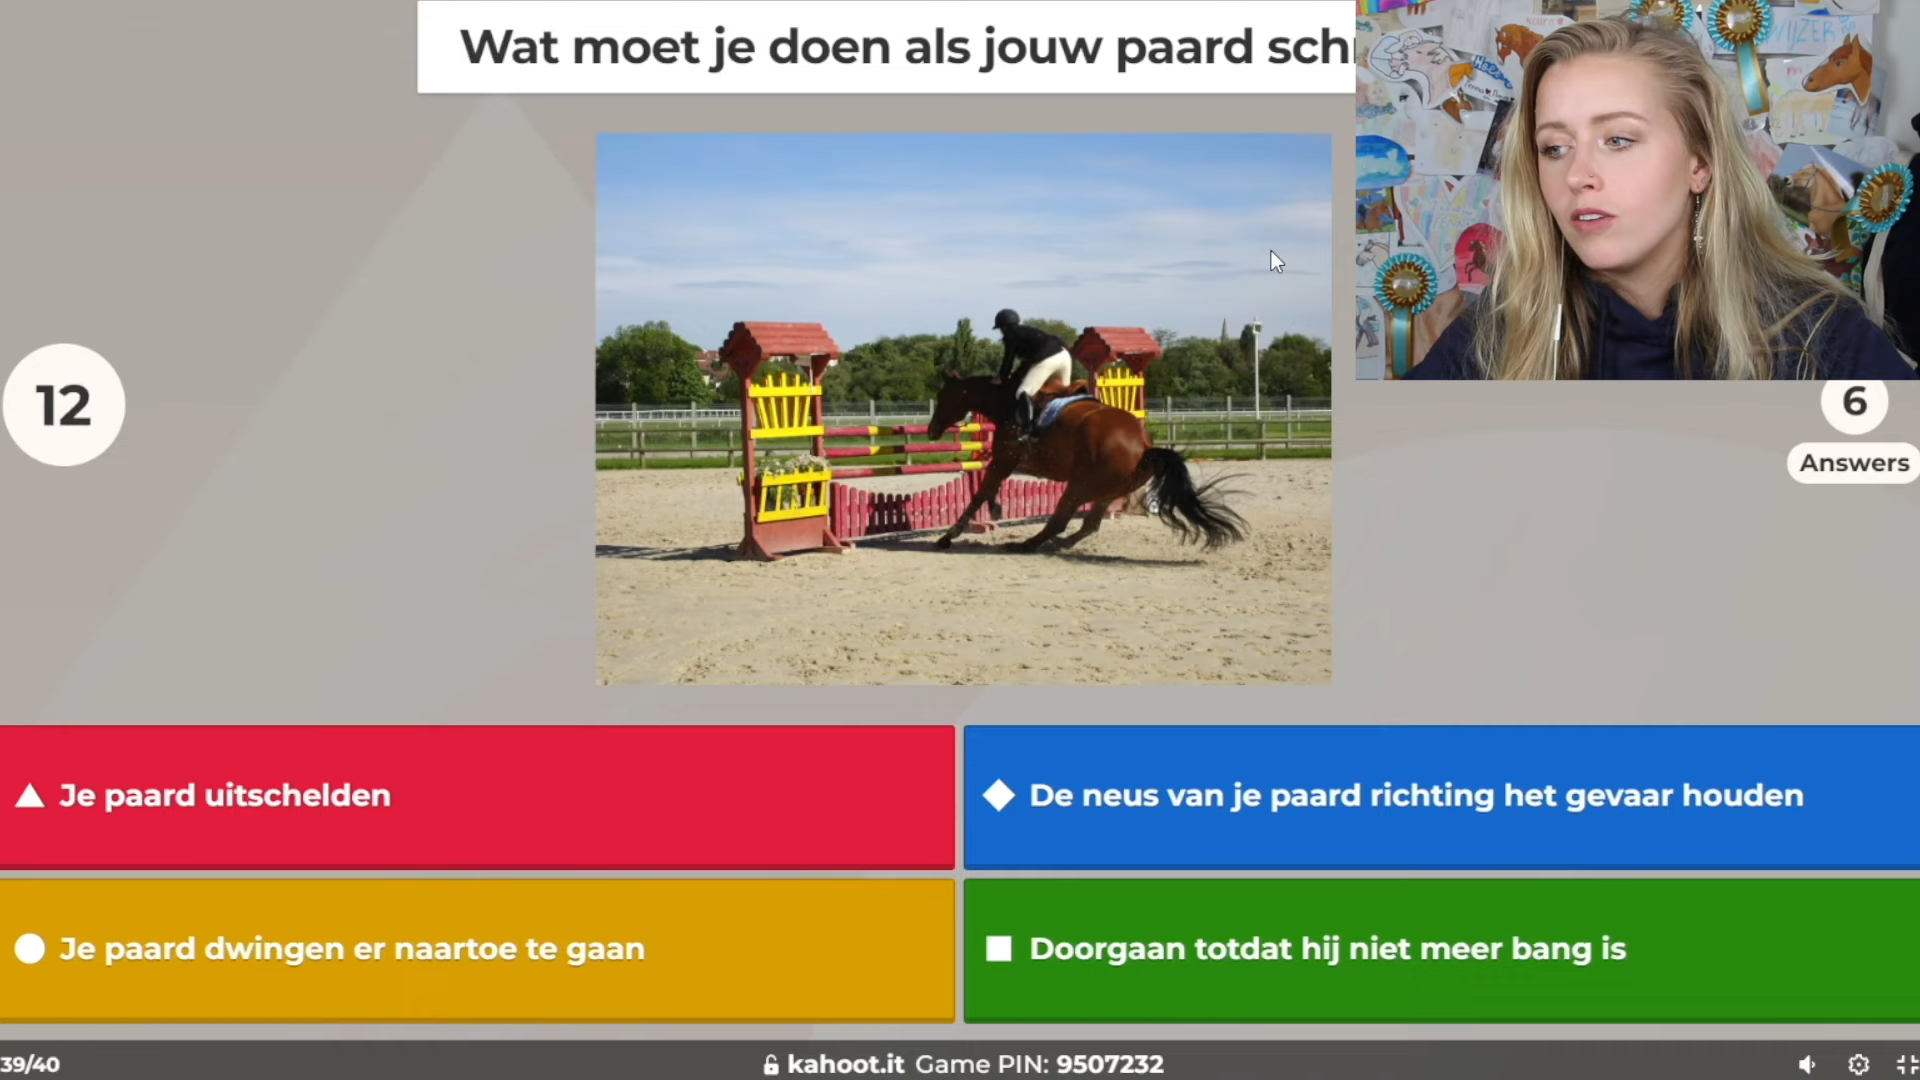 Wat moet je doen als jouw paard
12
6
Answers
Je paard uitschelden
De neus van je paard richting het gevaar houden
Je paard dwingen er naartoe te gaan
Doorgaan totdat hij niet meer bang is
39/40
kahoot.it Game PIN: 9507232